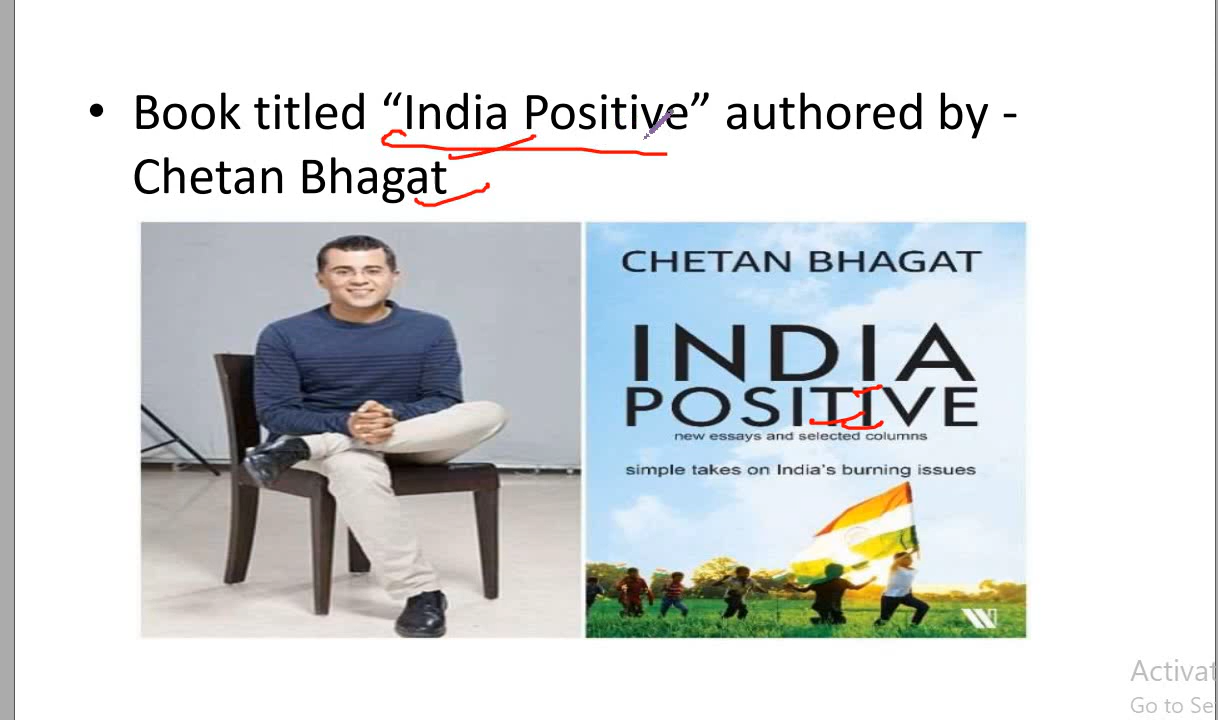 • Book titled “India Positive” authored by -
Chetan Bhagat
CHETAN BHAGAT
INDIA
POSITIVE
new essays and selected columns
simple takes on India's burning issues
W
Activat
Go to Se